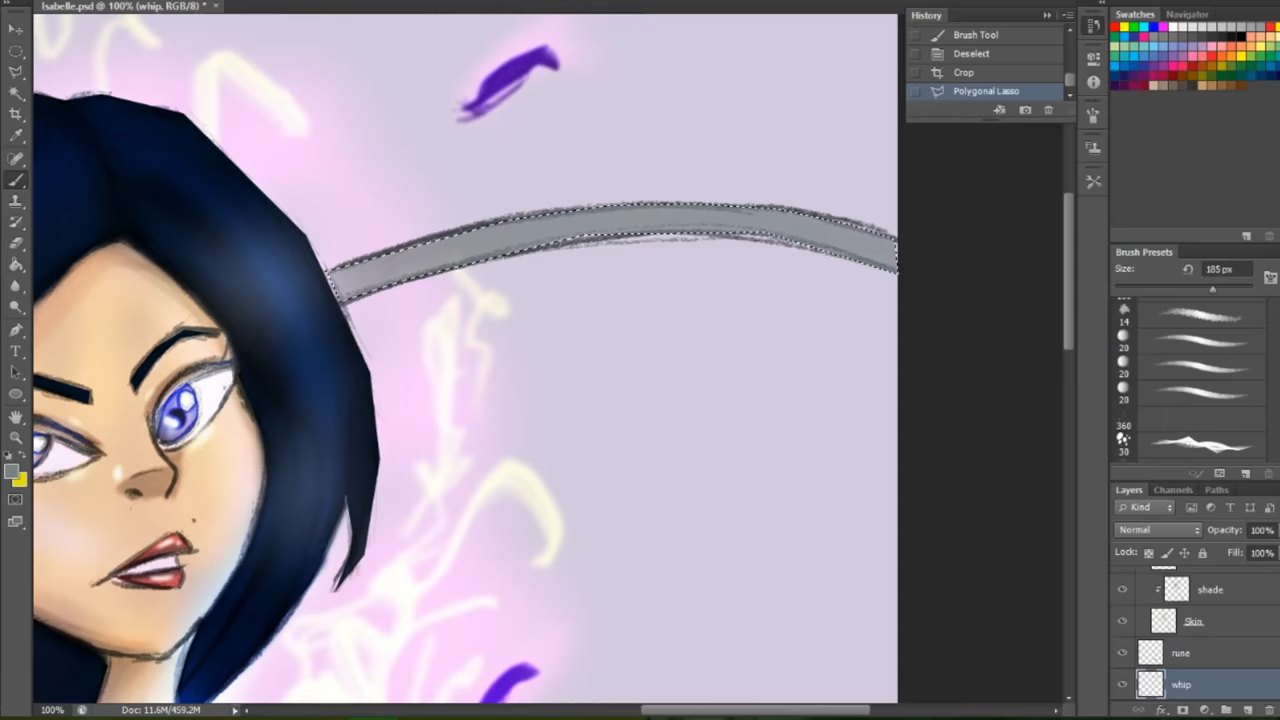 Isabelle.psd @ 100% (whip, RGB/8) * ×
History
Brush Tool
Deselect
Crop
Polygonal Lasso
Swatches Navigator
Brush Presets
Size: 185 px
14
20
20
20
360
30
Layers Channels Paths
Kind
Normal Opacity: 100%
Lock: Fill: 100%
shade
Skin
rune
whip
100% Doc: 11.6M/459.2M